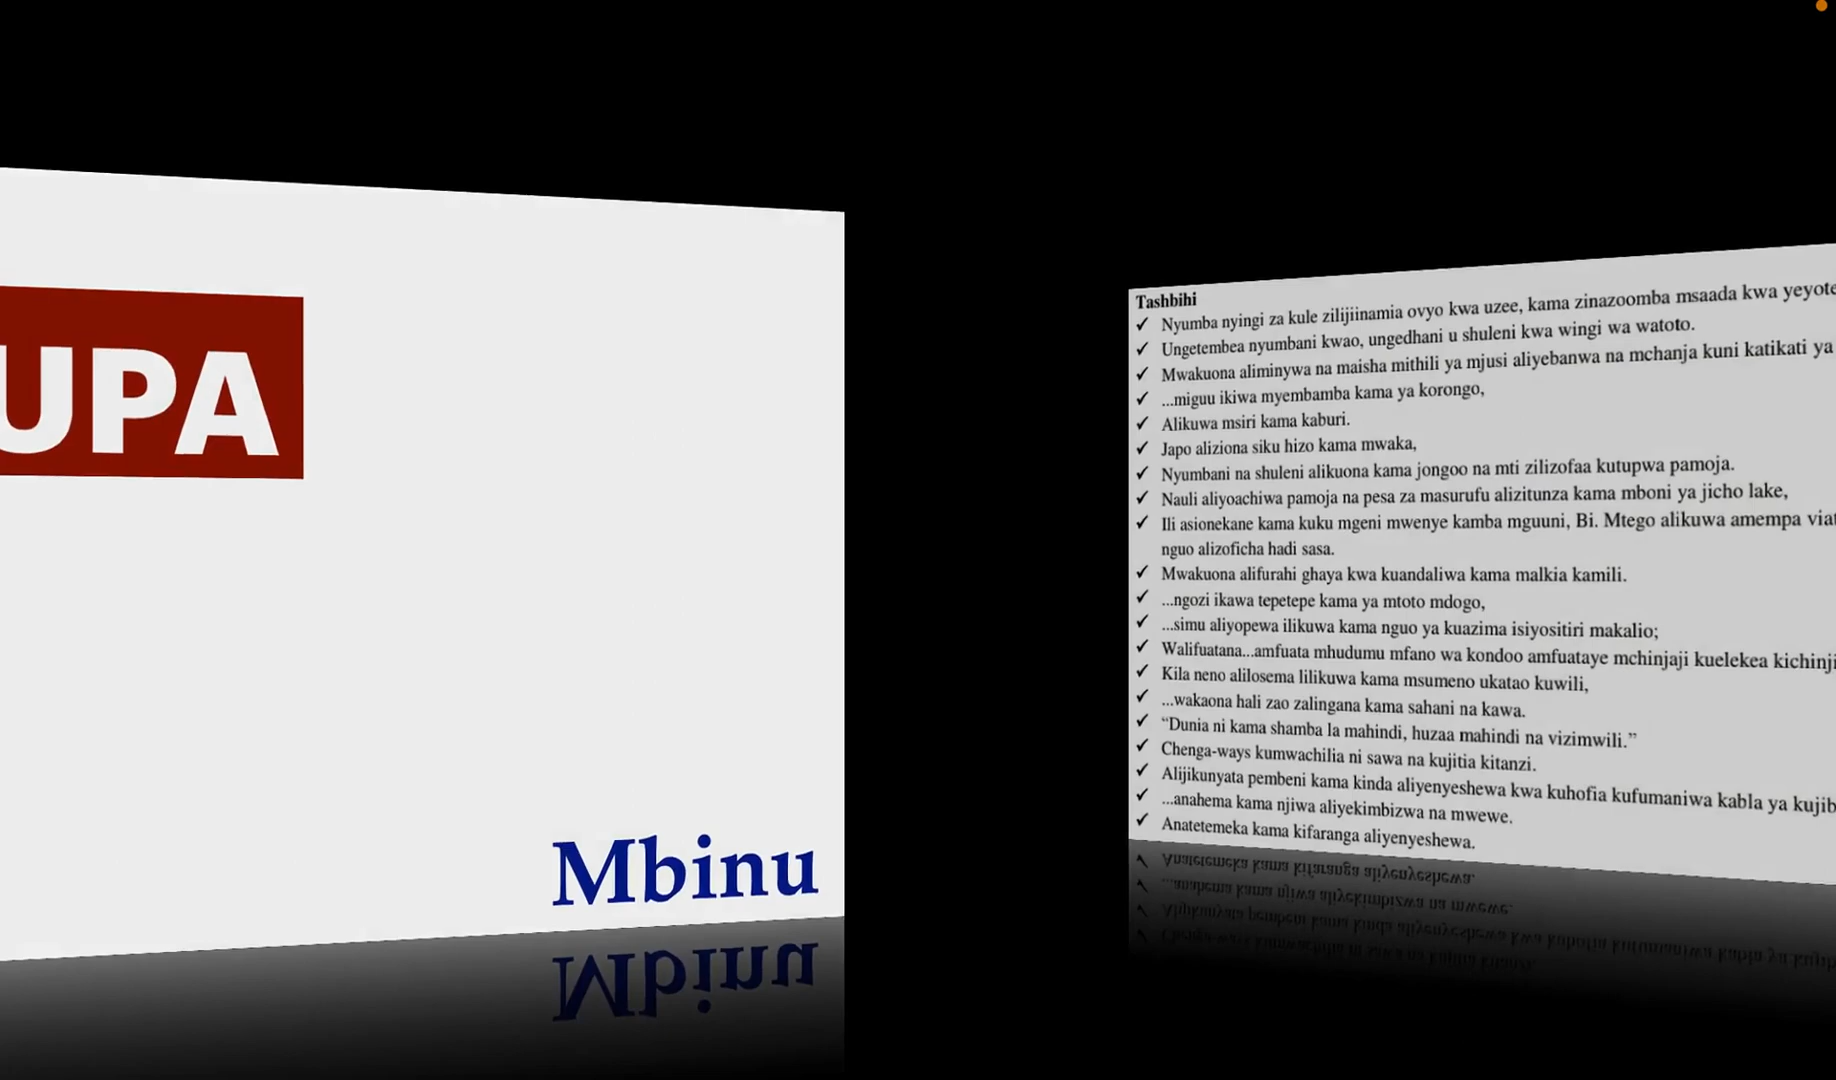 UPA
Mbinu
Tashbihi
✓ Nyumba nyingi za kule zilijiinamia ovyo kwa uzee, kama zinazoomba msaada kwa yeyote
✓ Ungetembea nyumbani kwao, ungedhani u shuleni kwa wingi wa watoto.
✓ Mwakuona aliminywa na maisha mithili ya mjusi aliyebanwa na mchanja kuni katikati ya
✓ ...miguu ikiwa myembamba kama ya korongo,
✓ Alikuwa msiri kama kaburi.
✓ Japo aliziona siku hizo kama mwaka,
✓ Nyumbani na shuleni alikuona kama jongoo na mti zilizofaa kutupwa pamoja.
✓ Nauli aliyoachiwa pamoja na pesa za masurufu alizitunza kama mboni ya jicho lake,
✓ Ili asionekane kama kuku mgeni mwenye kamba mguuni, Bi. Mtego alikuwa amempa
nguo alizoficha hadi sasa.
✓ Mwakuona alifurahi ghaya kwa kuandaliwa kama malkia kamili.
✓ ...ngozi ikawa tepetepe kama ya mtoto mdogo,
✓ ...simu aliyopewa ilikuwa kama nguo ya kuazima isiyositiri makalio;
✓ Walifuatana...amfuata mhudumu mfano wa kondoo amfuataye mchinjaji kuelekea
✓ Kila neno alilosema lilikuwa kama msumeno ukatao kuwili,
✓ ...wakaona hali zao zalingana kama sahani na kawa.
✓ “Dunia ni kama shamba la mahindi, huzaa mahindi na vizimwili.”
✓ Chenga-ways kumwachilia ni sawa na kujitia kitanzi.
✓ Alijikunyata pembeni kama kinda aliyenyeshewa kwa kuhofia kufumaniwa kabla ya
✓ ...anahema kama njiwa aliyekimbizwa na mwewe.
✓ Anatetemeka kama kifaranga aliyenyeshewa.